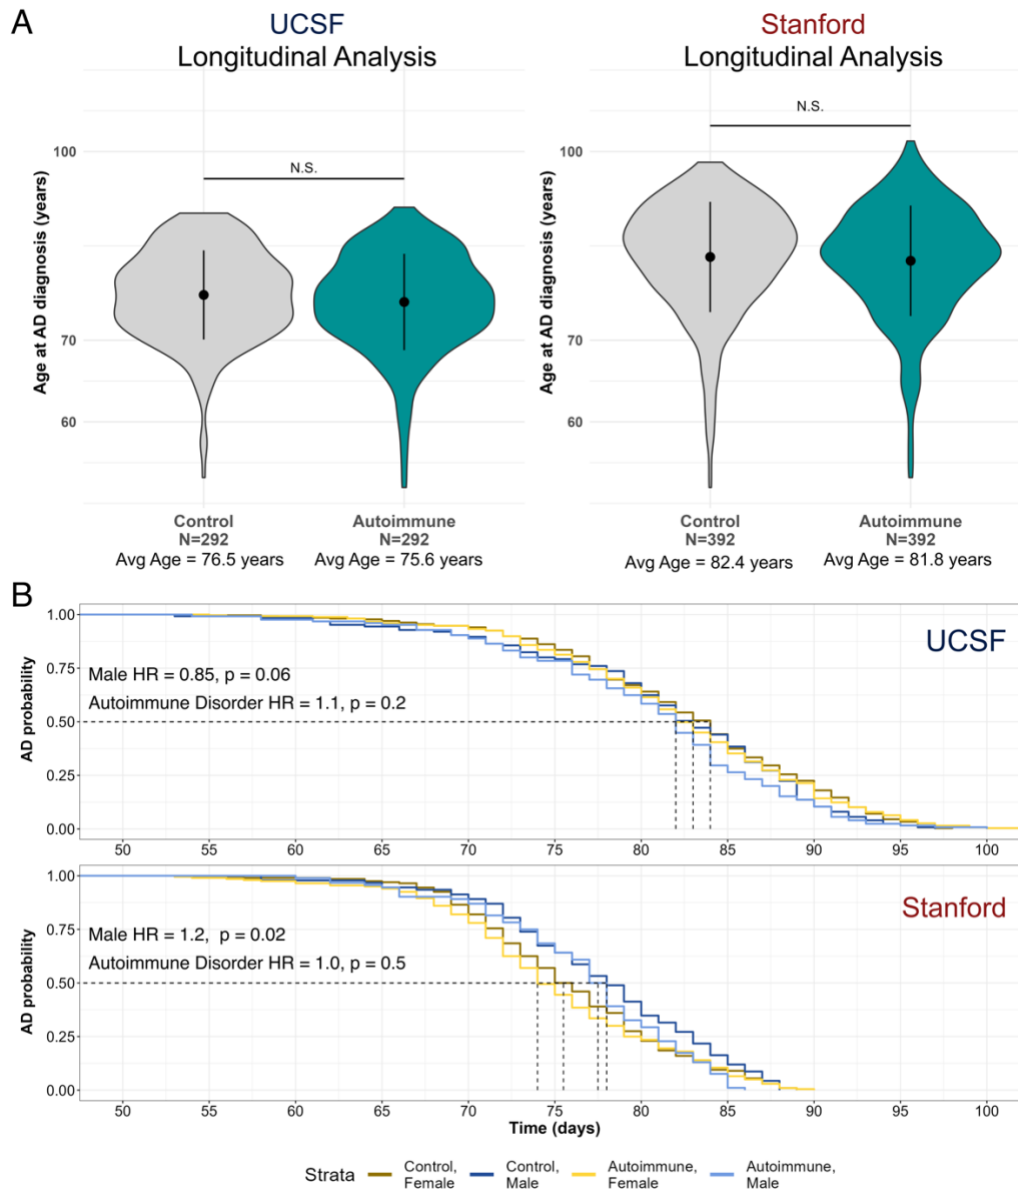 A
UCSF
Longitudinal Analysis
Stanford
Longitudinal Analysis
N.S.
N.S.
Age at AD diagnosis (years)
100
70
60
Age at AD diagnosis (years)
100
70
60
Control
N=292
Avg Age = 76.5 years
Autoimmune
N=292
Avg Age = 75.6 years
Control
N=392
Avg Age = 82.4 years
Autoimmune
N=392
Avg Age = 81.8 years
B
AD probability
1.00
0.75
0.50
0.25
0.00
UCSF
Male HR = 0.85, p = 0.06
Autoimmune Disorder HR = 1.1, p = 0.2
50 55 60 65 70 75 80 85 90 95 100
AD probability
1.00
0.75
0.50
0.25
0.00
Stanford
Male HR = 1.2, p = 0.02
Autoimmune Disorder HR = 1.0, p = 0.5
50 55 60 65 70 75 80 85 90 95 100
Time (days)
Strata
Control,
Female
Control,
Male
Autoimmune,
Female
Autoimmune,
Male